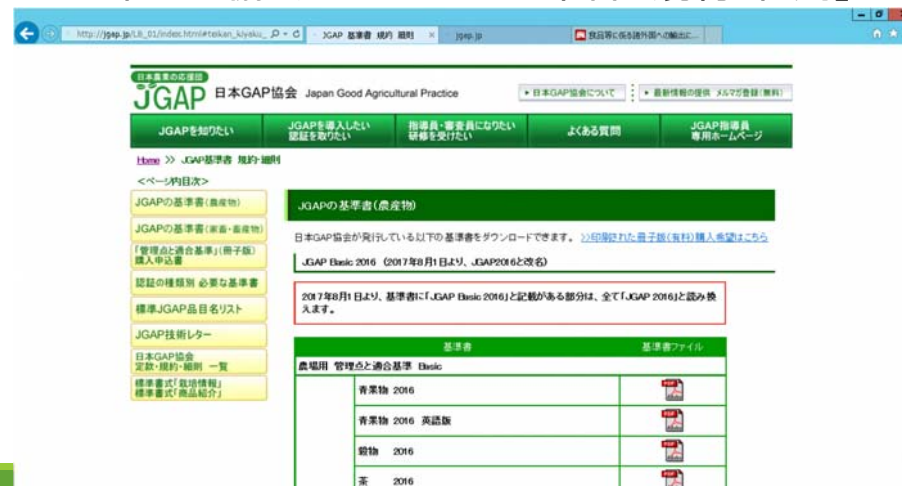 http://jgap.jp/LB_01/index.html#teikan_kiyaku_
JGAP 基準書 規約 細則
jgap.jp
食品等に係る諸外国への輸出に...
日本農業の応援団
JGAP 日本GAP協会 Japan Good Agricultural Practice
日本GAP協会について
最新情報の提供 メルマガ登録(無料)
JGAPを知りたい
JGAPを導入したい
認証を取りたい
指導員・審査員になりたい
研修を受けたい
よくある質問
JGAP指導員
専用ホームページ
Home >> JGAP基準書 規約・細則
<ページ内目次>
JGAPの基準書(農産物)
JGAPの基準書(家畜・畜産物)
「管理点と適合基準」(冊子版)
購入申込書
認証の種類別 必要な基準書
標準JGAP品目名リスト
JGAP技術レター
日本GAP協会
定款・規約・細則 一覧
標準書式「栽培情報」
標準書式「商品紹介」
JGAPの基準書(農産物)
日本GAP協会が発行している以下の基準書をダウンロードできます。 >>印刷された冊子版(有料)購入希望はこちら
JGAP Basic 2016 (2017年8月1日より、JGAP2016と改名)
2017年8月1日より、基準書に「JGAP Basic 2016」と記載がある部分は、全て「JGAP 2016」と読み換
えます。
基準書 基準書ファイル
農場用 管理点と適合基準 Basic
青果物 2016
青果物 2016 英語版
穀物 2016
茶 2016